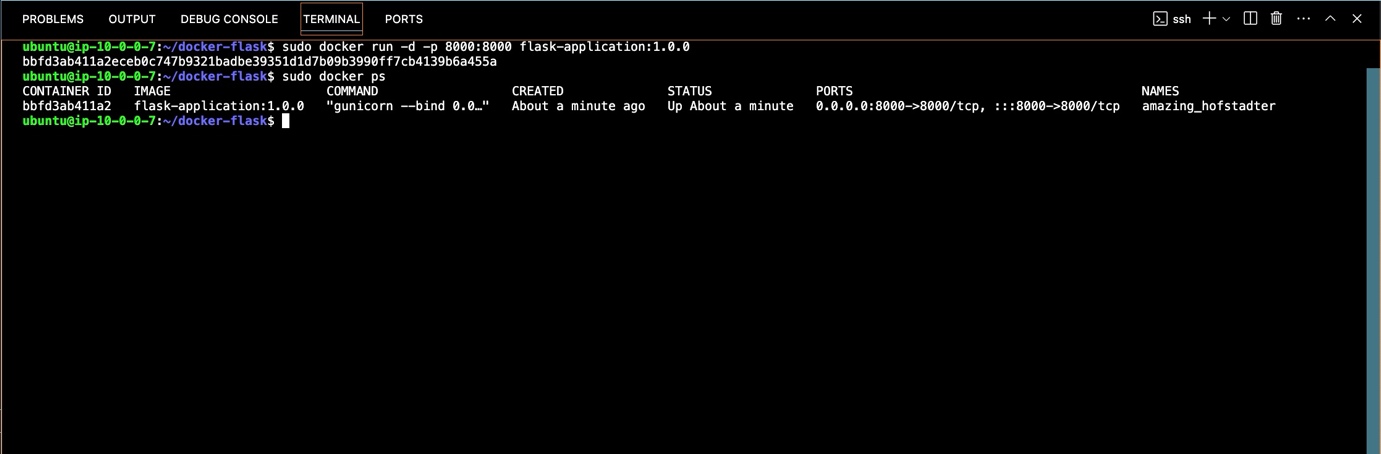 PROBLEMS OUTPUT DEBUG CONSOLE TERMINAL PORTS ssh
ubuntu@ip-10-0-0-7:~/docker-flask$ sudo docker run -d -p 8000:8000 flask-application:1.0.0
bbfd3ab411a2eceb0c747b9321badbe39351d1d7b09b3990ff7cb4139b6a455a
ubuntu@ip-10-0-0-7:~/docker-flask$ sudo docker ps
CONTAINER ID IMAGE COMMAND CREATED STATUS PORTS NAMES
bbfd3ab411a2 flask-application:1.0.0 "gunicorn --bind 0.0…" About a minute ago Up About a minute 0.0.0.0:8000->8000/tcp, :::8000->8000/tcp amazing_hofstadter
ubuntu@ip-10-0-0-7:~/docker-flask$